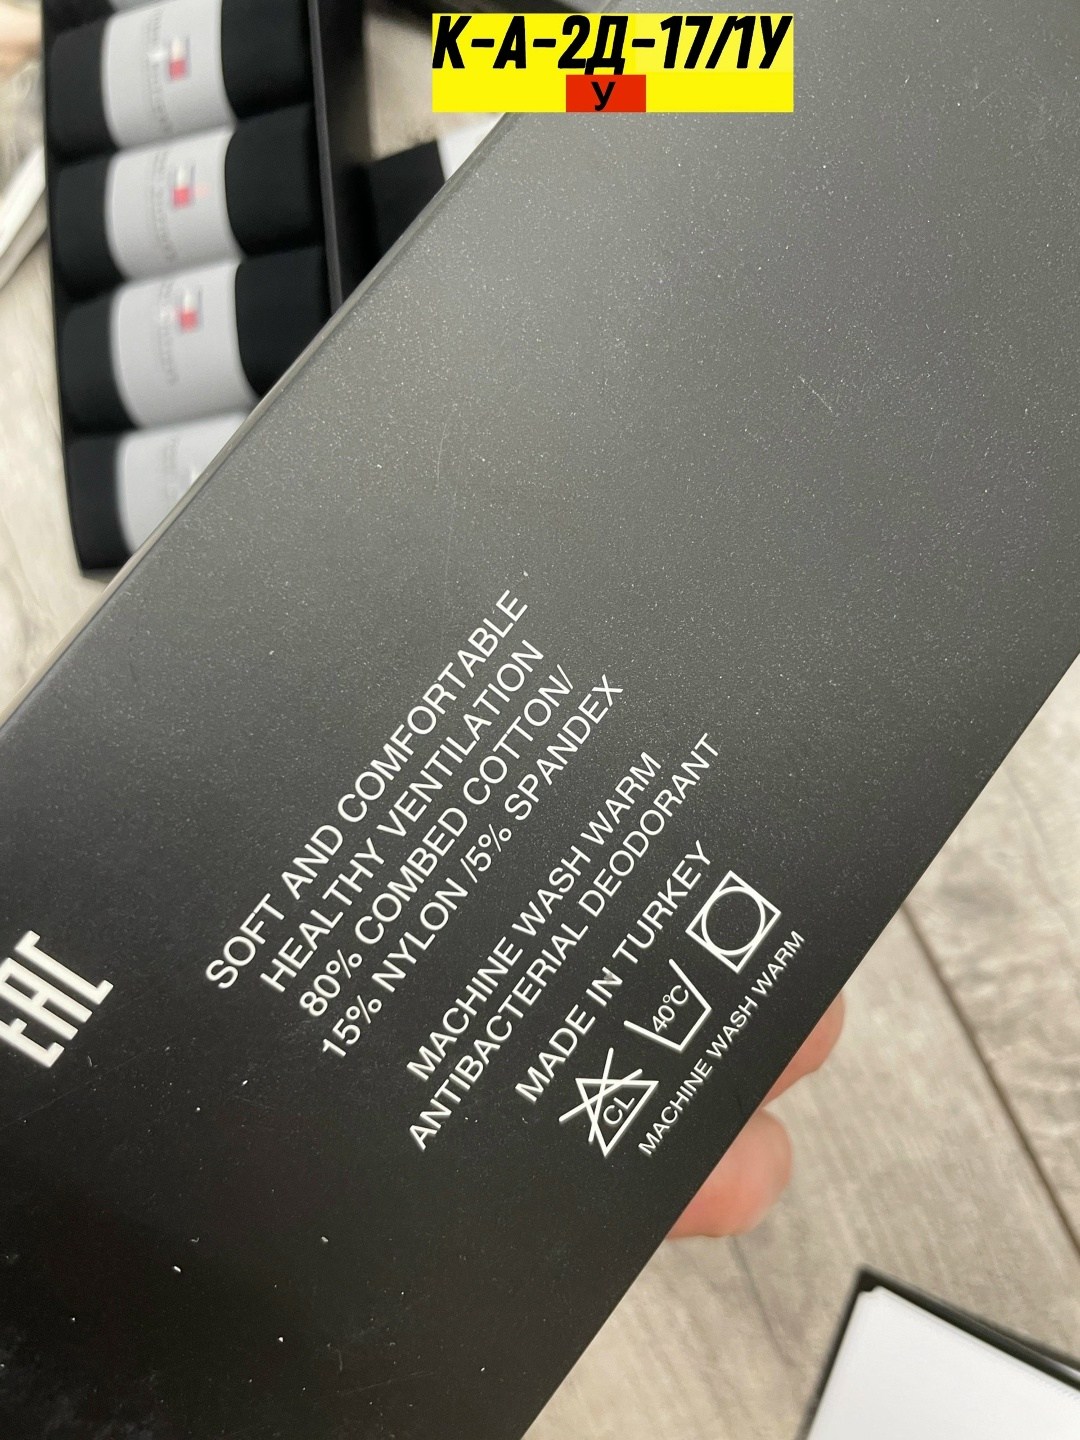 К-А-2Д-17/1У
У
SOFT AND COMFORTABLE
HEALTHY VENTILATION
80% COMBED COTTON/
15% NYLON /5% SPANDEX
MACHINE WASH WARM
ANTIBACTERIAL DEODORANT
MADE IN TURKEY
CL
40°C
MACHINE WASH WARM
EAC